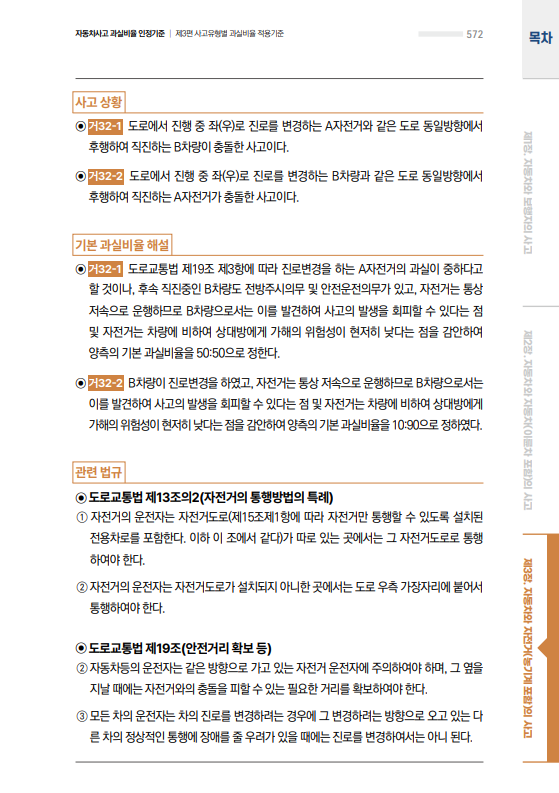 자동차사고 과실비율 인정기준 | 제3편 사고유형별 과실비율 적용기준
572
목차
사고 상황
◉ 거32-1 도로에서 진행 중 좌(우)로 진로를 변경하는 A자전거와 같은 도로 동일방향에서
후행하여 직진하는 B차량이 충돌한 사고이다.
◉ 거32-2 도로에서 진행 중 좌(우)로 진로를 변경하는 B차량과 같은 도로 동일방향에서
후행하여 직진하는 A자전거가 충돌한 사고이다.
기본 과실비율 해설
◉ 거32-1 도로교통법 제19조 제3항에 따라 진로변경을 하는 A자전거의 과실이 중하다고
할 것이나, 후속 직진중인 B차량도 전방주시의무 및 안전운전의무가 있고, 자전거는 통상
저속으로 운행하므로 B차량으로서는 이를 발견하여 사고의 발생을 회피할 수 있다는 점
및 자전거는 차량에 비하여 상대방에게 가해의 위험성이 현저히 낮다는 점을 감안하여
양측의 기본 과실비율을 50:50으로 정한다.
◉ 거32-2 B차량이 진로변경을 하였고, 자전거는 통상 저속으로 운행하므로 B차량으로서는
이를 발견하여 사고의 발생을 회피할 수 있다는 점 및 자전거는 차량에 비하여 상대방에게
가해의 위험성이 현저히 낮다는 점을 감안하여 양측의 기본 과실비율을 10:90으로 정하였다.
관련 법규
◉ 도로교통법 제13조의2(자전거의 통행방법의 특례)
① 자전거의 운전자는 자전거도로(제15조제1항에 따라 자전거만 통행할 수 있도록 설치된
전용차로를 포함한다. 이하 이 조에서 같다)가 따로 있는 곳에서는 그 자전거도로로 통행
하여야 한다.
② 자전거의 운전자는 자전거도로가 설치되지 아니한 곳에서는 도로 우측 가장자리에 붙어서
통행하여야 한다.
◉ 도로교통법 제19조(안전거리 확보 등)
② 자동차등의 운전자는 같은 방향으로 가고 있는 자전거 운전자에 주의하여야 하며, 그 옆을
지날 때에는 자전거와의 충돌을 피할 수 있는 필요한 거리를 확보하여야 한다.
③ 모든 차의 운전자는 차의 진로를 변경하려는 경우에 그 변경하려는 방향으로 오고 있는 다
른 차의 정상적인 통행에 장애를 줄 우려가 있을 때에는 진로를 변경하여서는 아니 된다.
제1장. 자동차와 보행자의 사고
제2장. 자동차와 자동차(이륜차 포함)의 사고
제3장. 자동차와 자전거(농기계 포함)의 사고